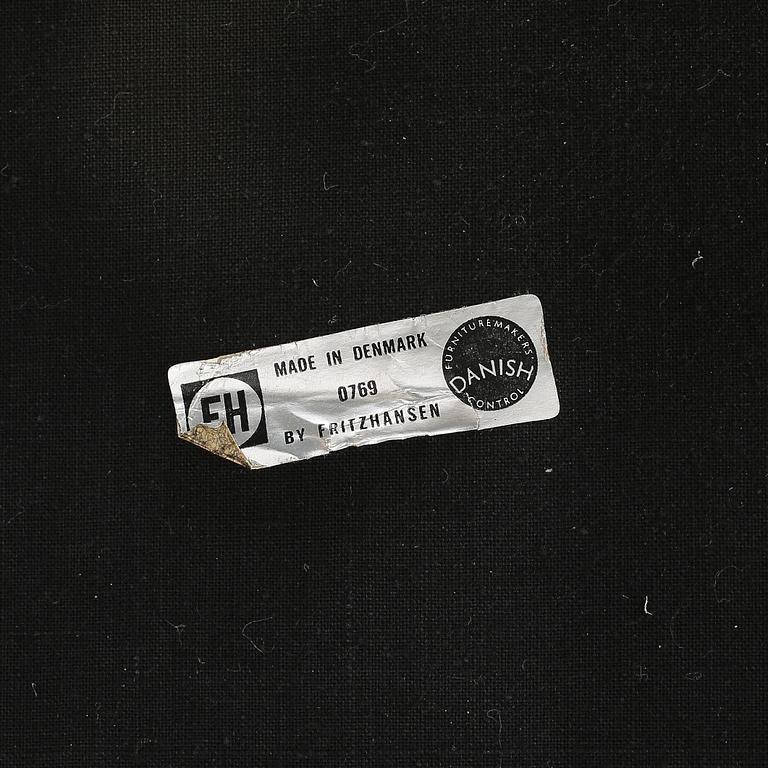 FH
MADE IN DENMARK
0769
BY FRITZHANSEN
FURNITUREMAKERS'
DANISH
CONTROL